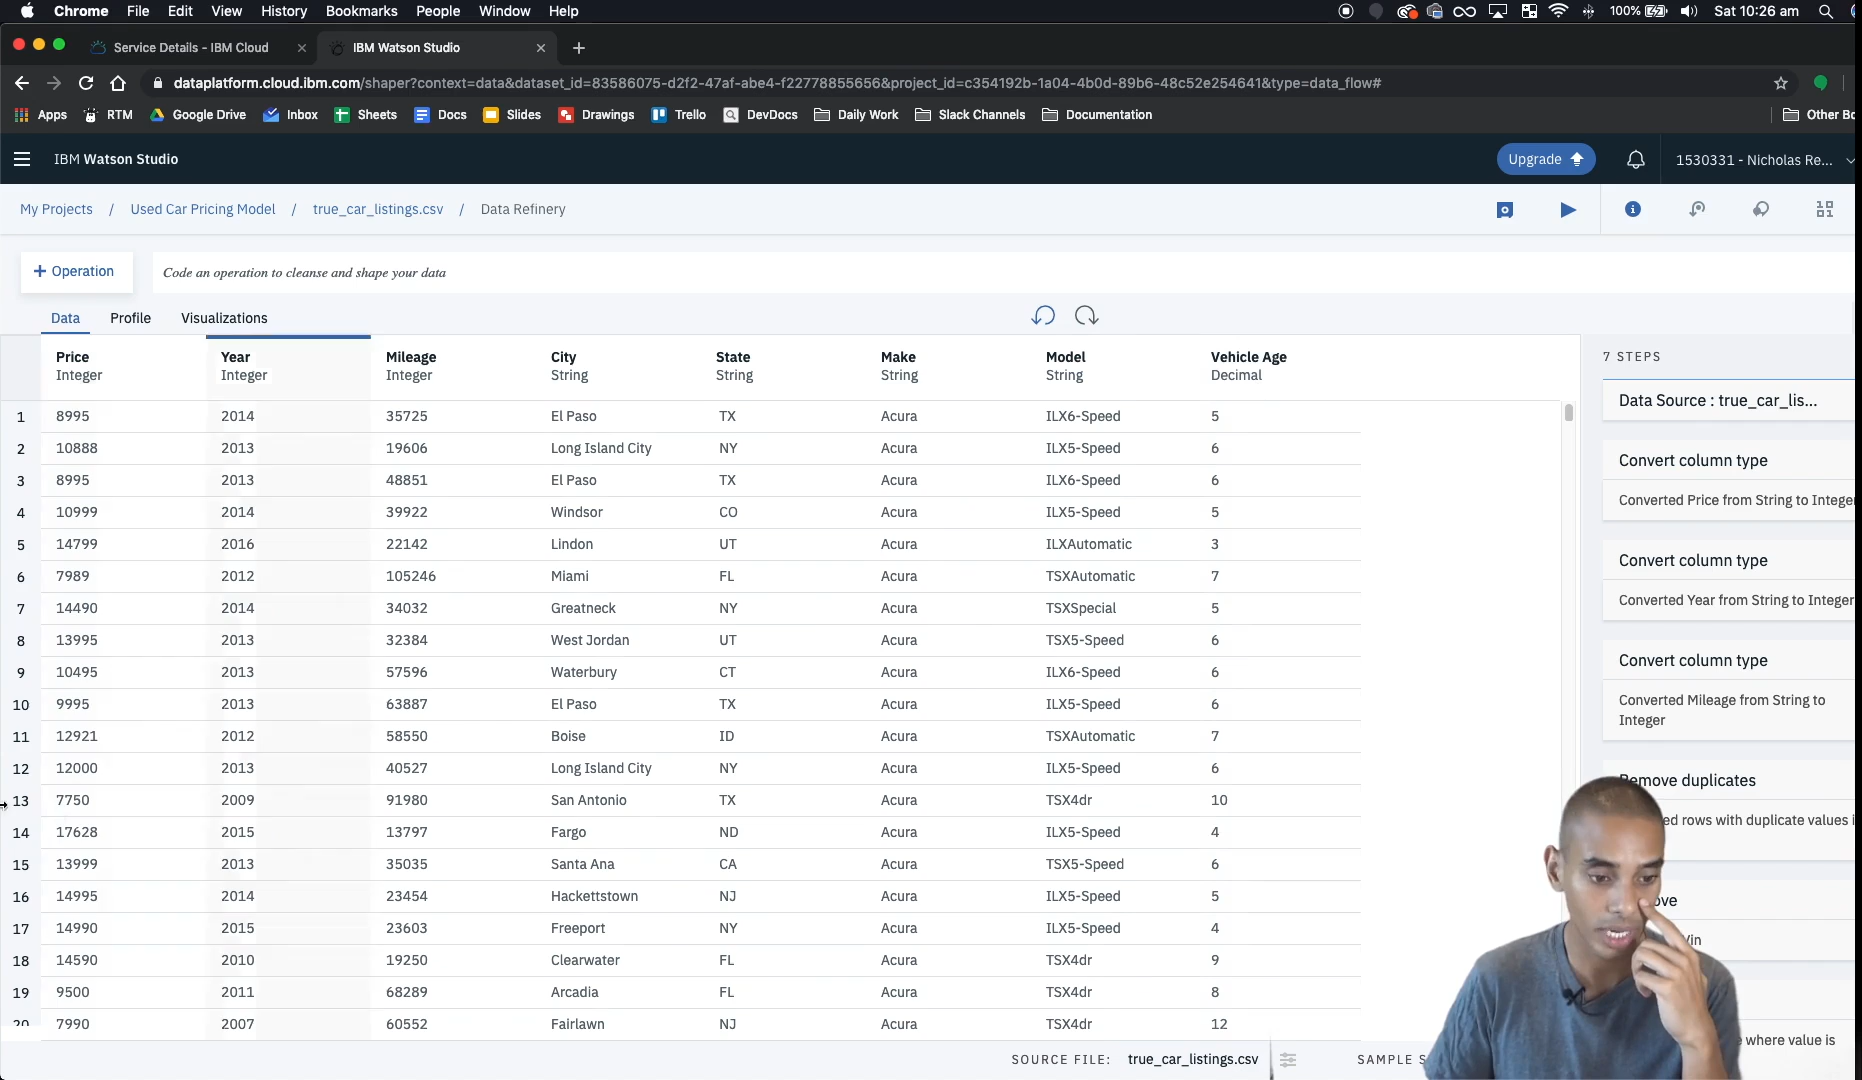 Chrome File Edit View History Bookmarks People Window Help 100% Sat 10:26 am
Service Details - IBM Cloud IBM Watson Studio
dataplatform.cloud.ibm.com/shaper?context=data&dataset_id=83586075-d2f2-47af-abe4-f22778855656&project_id=c354192b-1a04-4b0d-89b6-48c52e254641&type=data_flow#
Apps RTM Google Drive Inbox Sheets Docs Slides Drawings Trello DevDocs Daily Work Slack Channels Documentation Other Bo
IBM Watson Studio Upgrade 1530331 - Nicholas Re...
My Projects / Used Car Pricing Model / true_car_listings.csv / Data Refinery
+ Operation Code an operation to cleanse and shape your data
Data Profile Visualizations
Price Year Mileage City State Make Model Vehicle Age
Integer Integer Integer String String String String Decimal
1 8995 2014 35725 El Paso TX Acura ILX6-Speed 5
2 10888 2013 19606 Long Island City NY Acura ILX5-Speed 6
3 8995 2013 48851 El Paso TX Acura ILX6-Speed 6
4 10999 2014 39922 Windsor CO Acura ILX5-Speed 5
5 14799 2016 22142 Lindon UT Acura ILXAutomatic 3
6 7989 2012 105246 Miami FL Acura TSXAutomatic 7
7 14490 2014 34032 Greatneck NY Acura TSXSpecial 5
8 13995 2013 32384 West Jordan UT Acura TSX5-Speed 6
9 10495 2013 57596 Waterbury CT Acura ILX6-Speed 6
10 9995 2013 63887 El Paso TX Acura ILX5-Speed 6
11 12921 2012 58550 Boise ID Acura TSXAutomatic 7
12 12000 2013 40527 Long Island City NY Acura ILX5-Speed 6
13 7750 2009 91980 San Antonio TX Acura TSX4dr 10
14 17628 2015 13797 Fargo ND Acura ILX5-Speed 4
15 13999 2013 35035 Santa Ana CA Acura TSX5-Speed 6
16 14995 2014 23454 Hackettstown NJ Acura ILX5-Speed 5
17 14990 2015 23603 Freeport NY Acura ILX5-Speed 4
18 14590 2010 19250 Clearwater FL Acura TSX4dr 9
19 9500 2011 68289 Arcadia FL Acura TSX4dr 8
20 7990 2007 60552 Fairlawn NJ Acura TSX4dr 12
SOURCE FILE: true_car_listings.csv SAMPLE S
7 STEPS
Data Source : true_car_lis...
Convert column type
Converted Price from String to Integer
Convert column type
Converted Year from String to Integer
Convert column type
Converted Mileage from String to
Integer
Remove duplicates
ed rows with duplicate values i
ove
Vin
e where value is